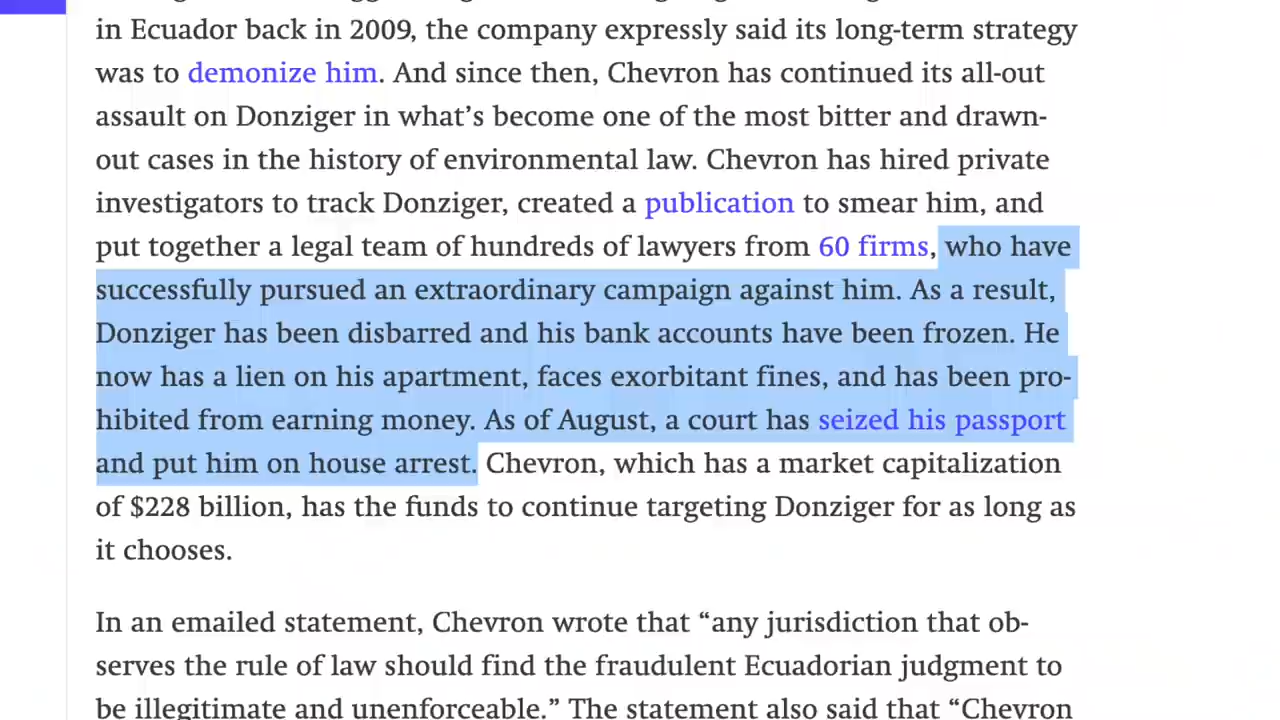 in Ecuador back in 2009, the company expressly said its long-term strategy
was to demonize him. And since then, Chevron has continued its all-out
assault on Donziger in what’s become one of the most bitter and drawn-
out cases in the history of environmental law. Chevron has hired private
investigators to track Donziger, created a publication to smear him, and
put together a legal team of hundreds of lawyers from 60 firms, who have
successfully pursued an extraordinary campaign against him. As a result,
Donziger has been disbarred and his bank accounts have been frozen. He
now has a lien on his apartment, faces exorbitant fines, and has been pro-
hibited from earning money. As of August, a court has seized his passport
and put him on house arrest. Chevron, which has a market capitalization
of $228 billion, has the funds to continue targeting Donziger for as long as
it chooses.
In an emailed statement, Chevron wrote that “any jurisdiction that ob-
serves the rule of law should find the fraudulent Ecuadorian judgment to
be illegitimate and unenforceable.” The statement also said that “Chevron